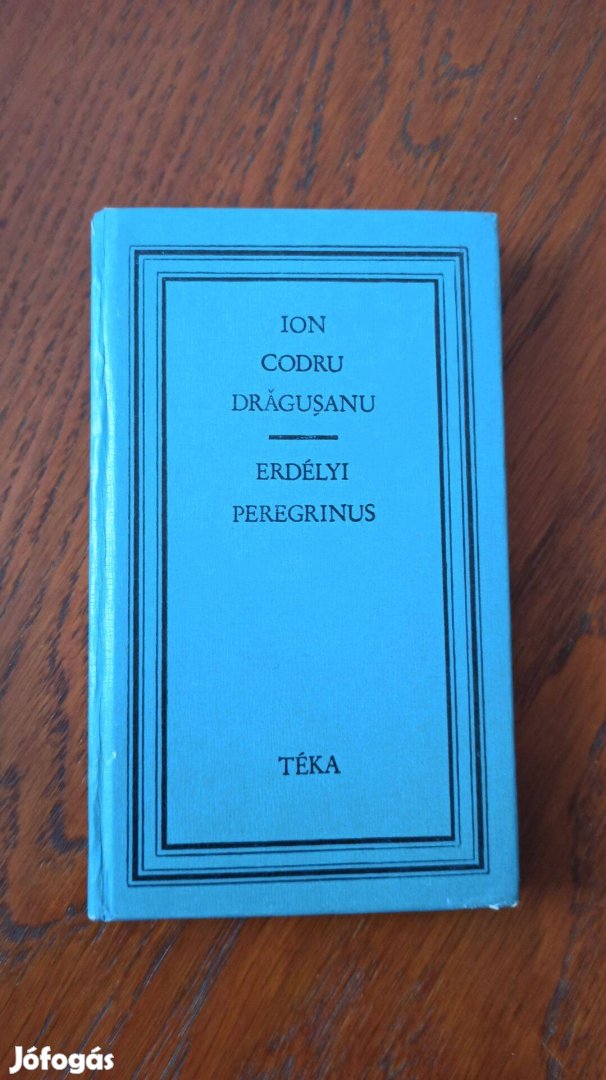 ION
CODRU
DRĂGUȘANU
ERDÉLYI
PEREGRINUS
TÉKA
Jófogás